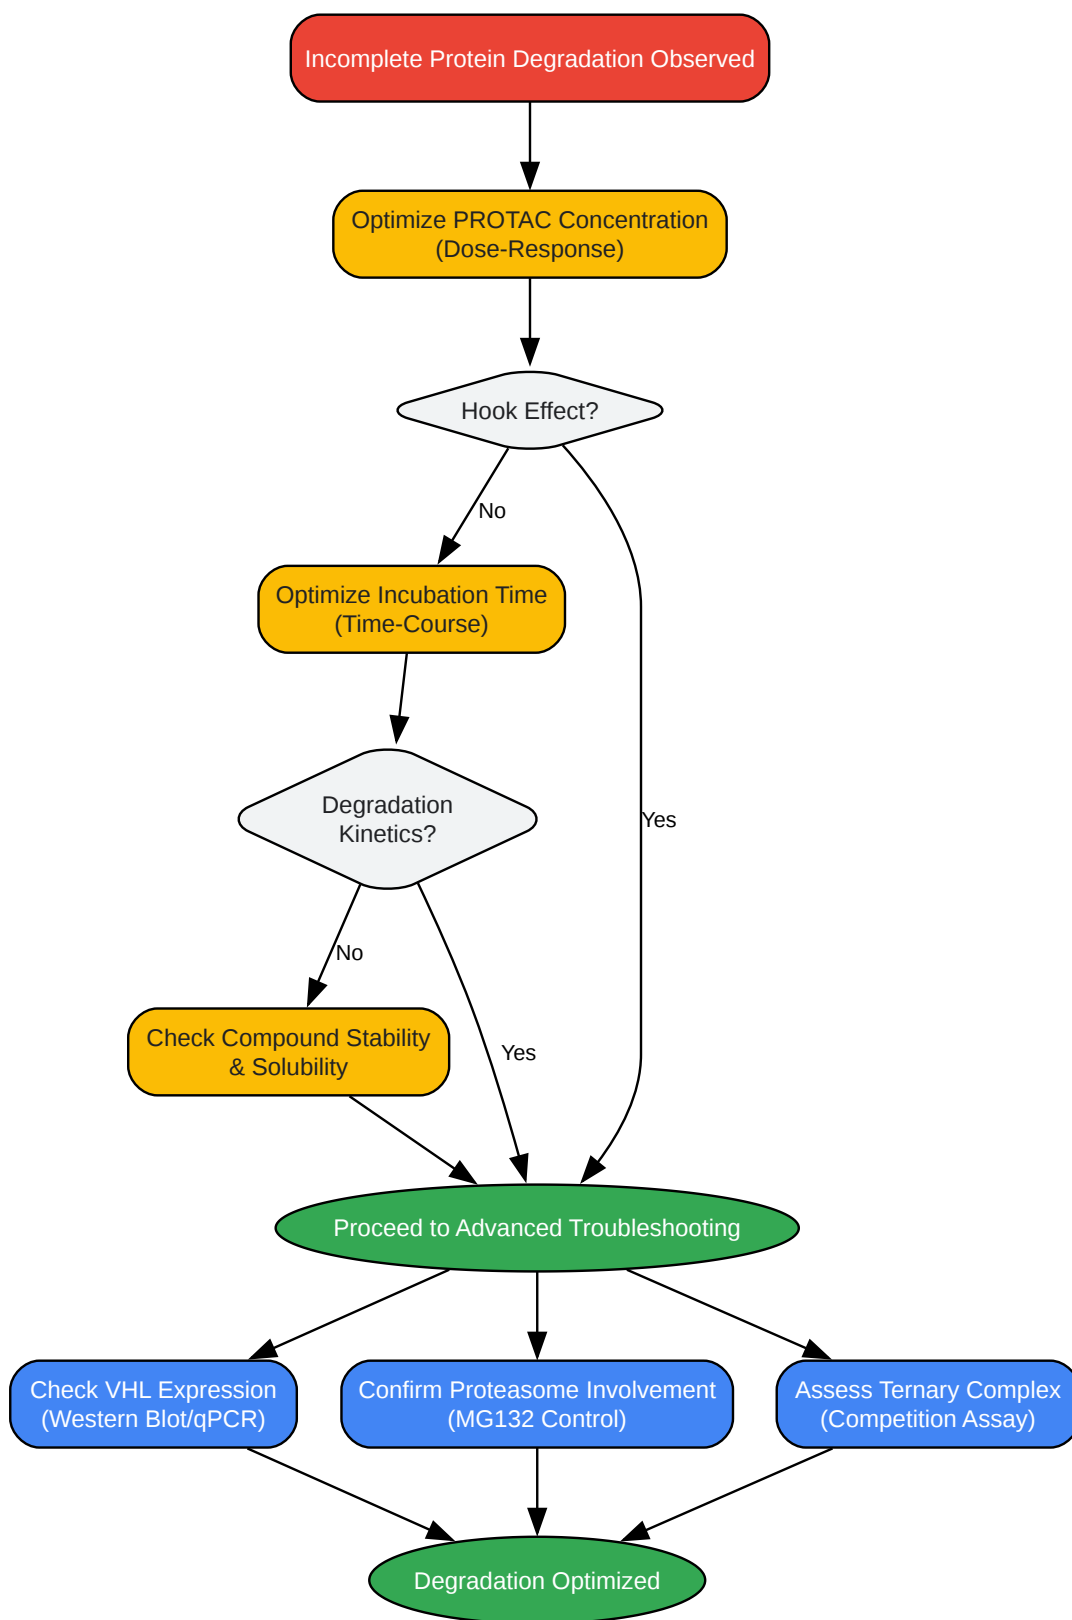 Incomplete Protein Degradation Observed
Optimize PROTAC Concentration
(Dose-Response)
Hook Effect?
No
Optimize Incubation Time
(Time-Course)
Degradation
Kinetics?
Yes
No
Check Compound Stability
& Solubility
Yes
Proceed to Advanced Troubleshooting
Check VHL Expression
(Western Blot/qPCR)
Confirm Proteasome Involvement
(MG132 Control)
Assess Ternary Complex
(Competition Assay)
Degradation Optimized